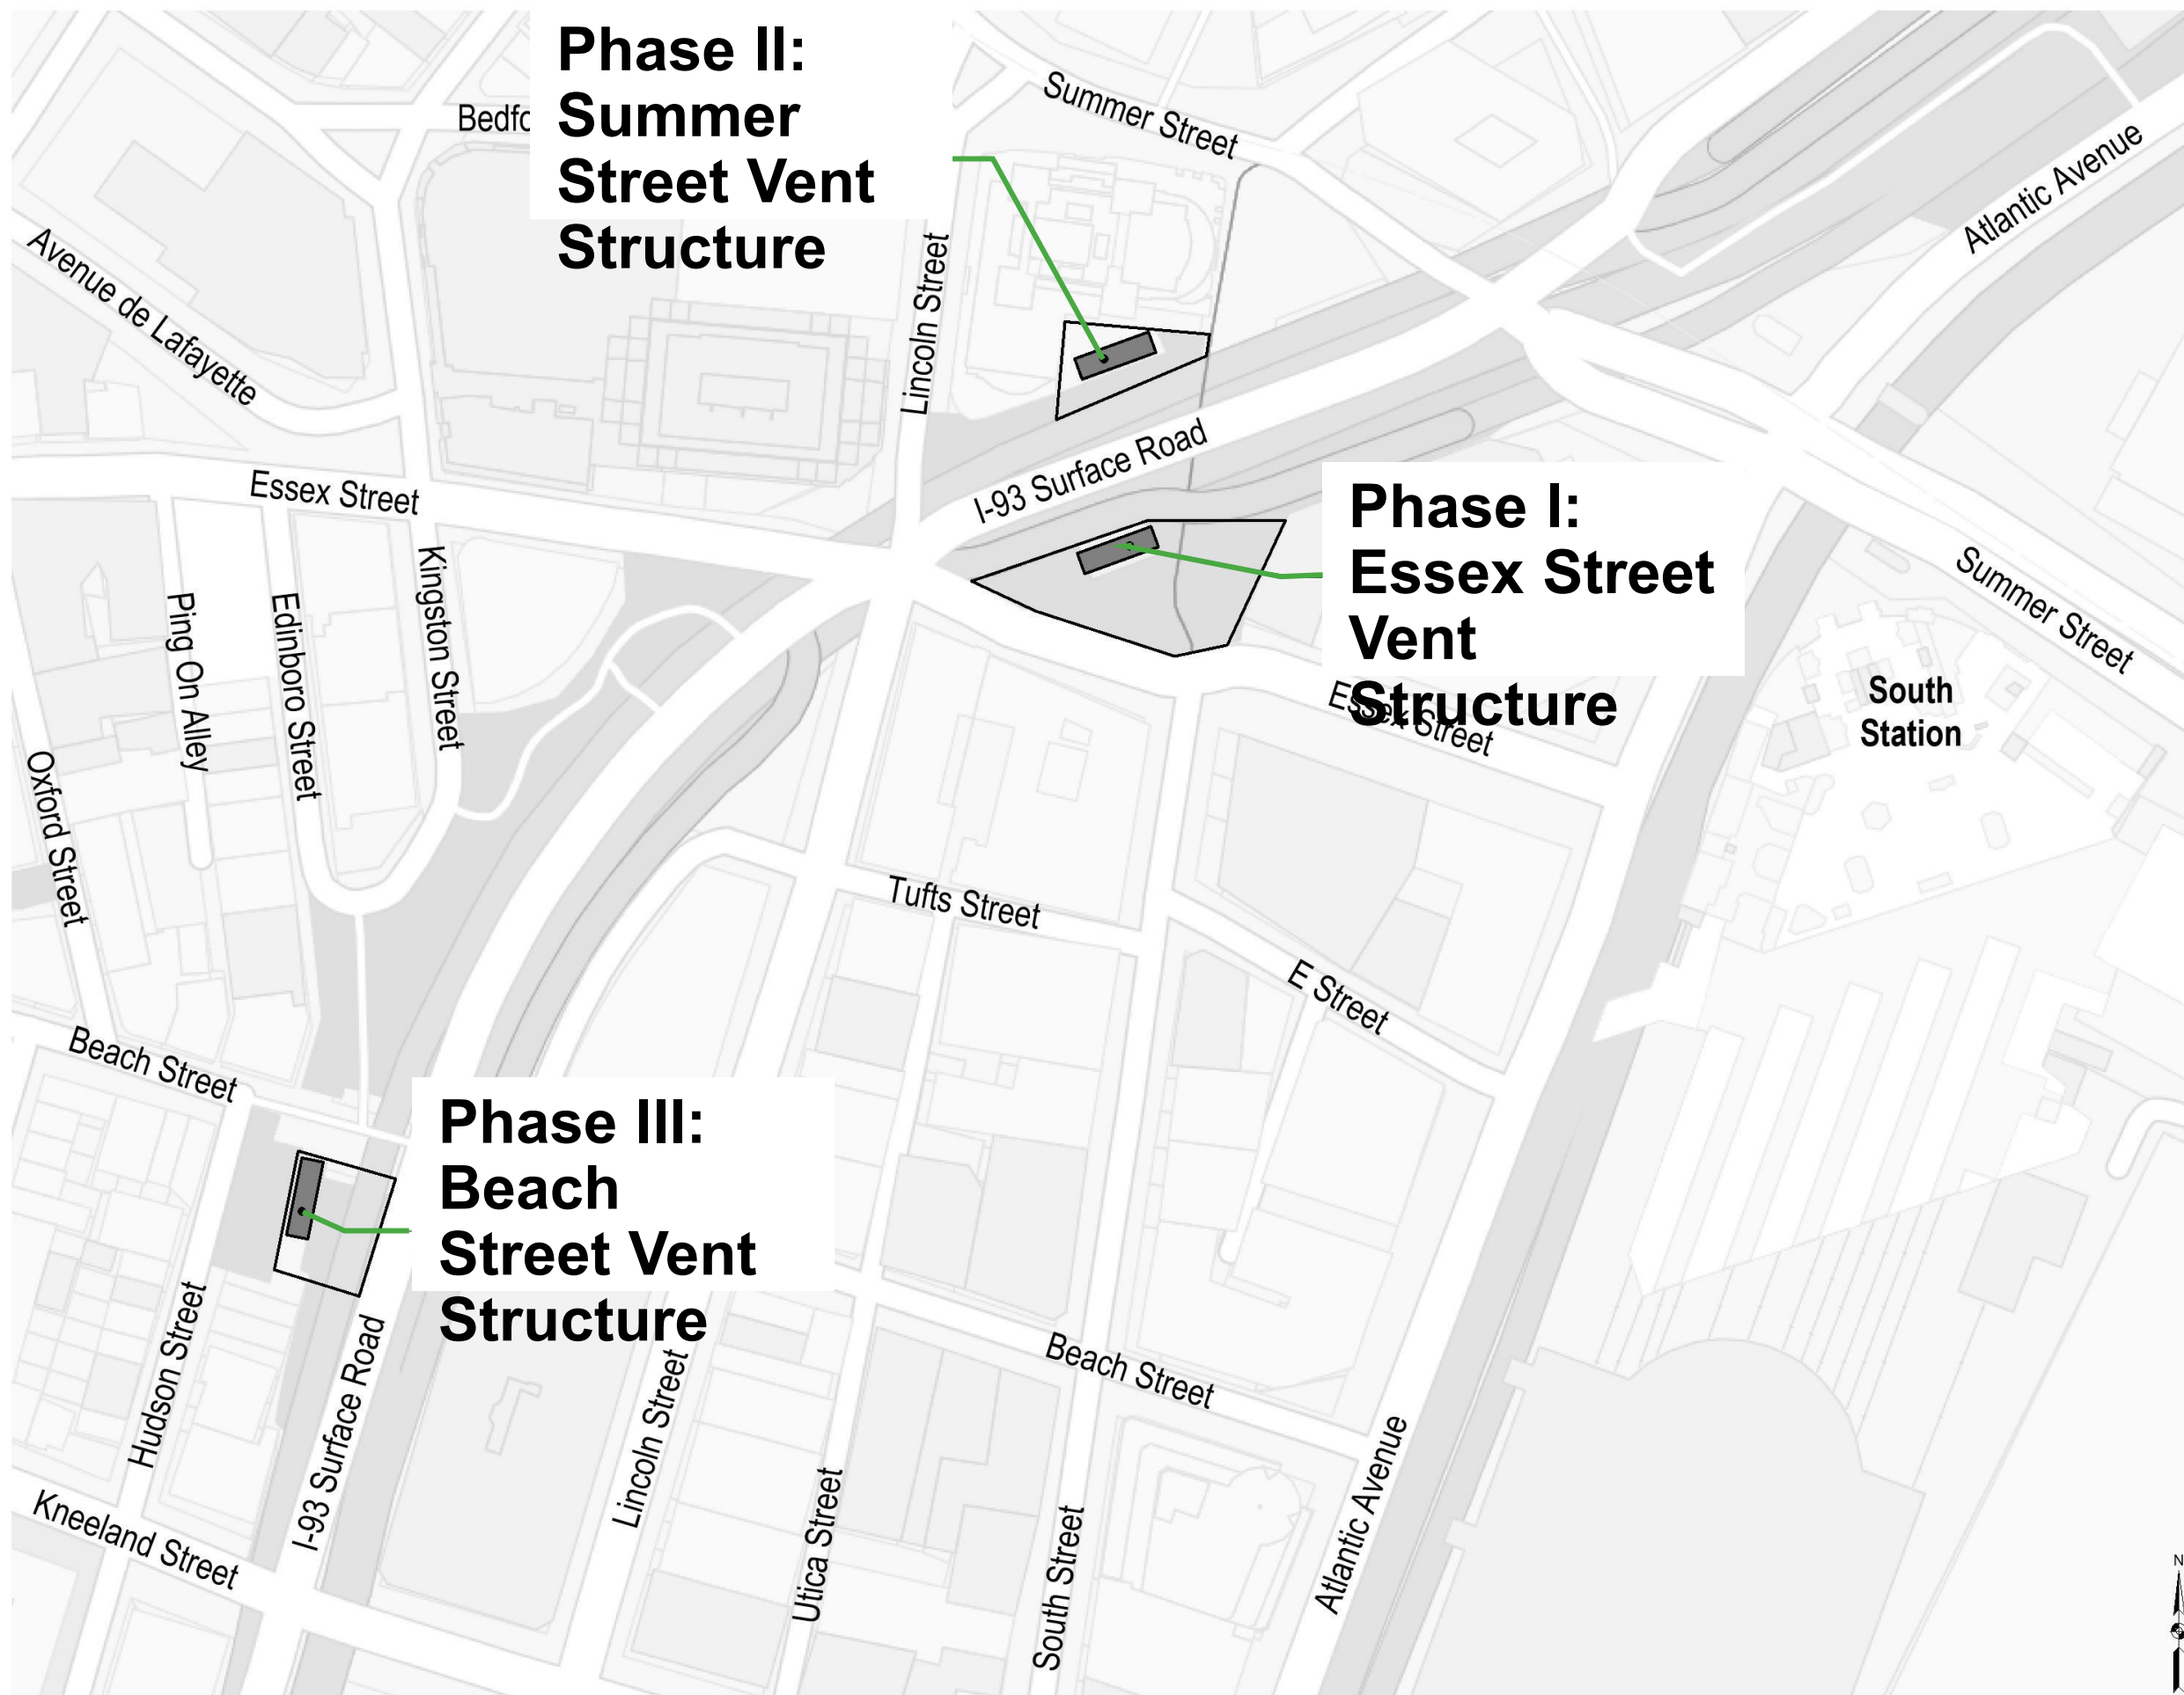 Phase II:
Summer
Street Vent
Structure
Summer Street
Atlantic Avenue
Avenue de Lafayette
Lincoln Street
I-93 Surface Road
Essex Street
Phase I:
Essex Street
Vent
Structure
Essex Street
Summer Street
South
Station
Kingston Street
Edinboro Street
Ping On Alley
Oxford Street
Tufts Street
E Street
Beach Street
Phase III:
Beach
Street Vent
Structure
Beach Street
Hudson Street
I-93 Surface Road
Lincoln Street
Utica Street
South Street
Atlantic Avenue
Kneeland Street
N